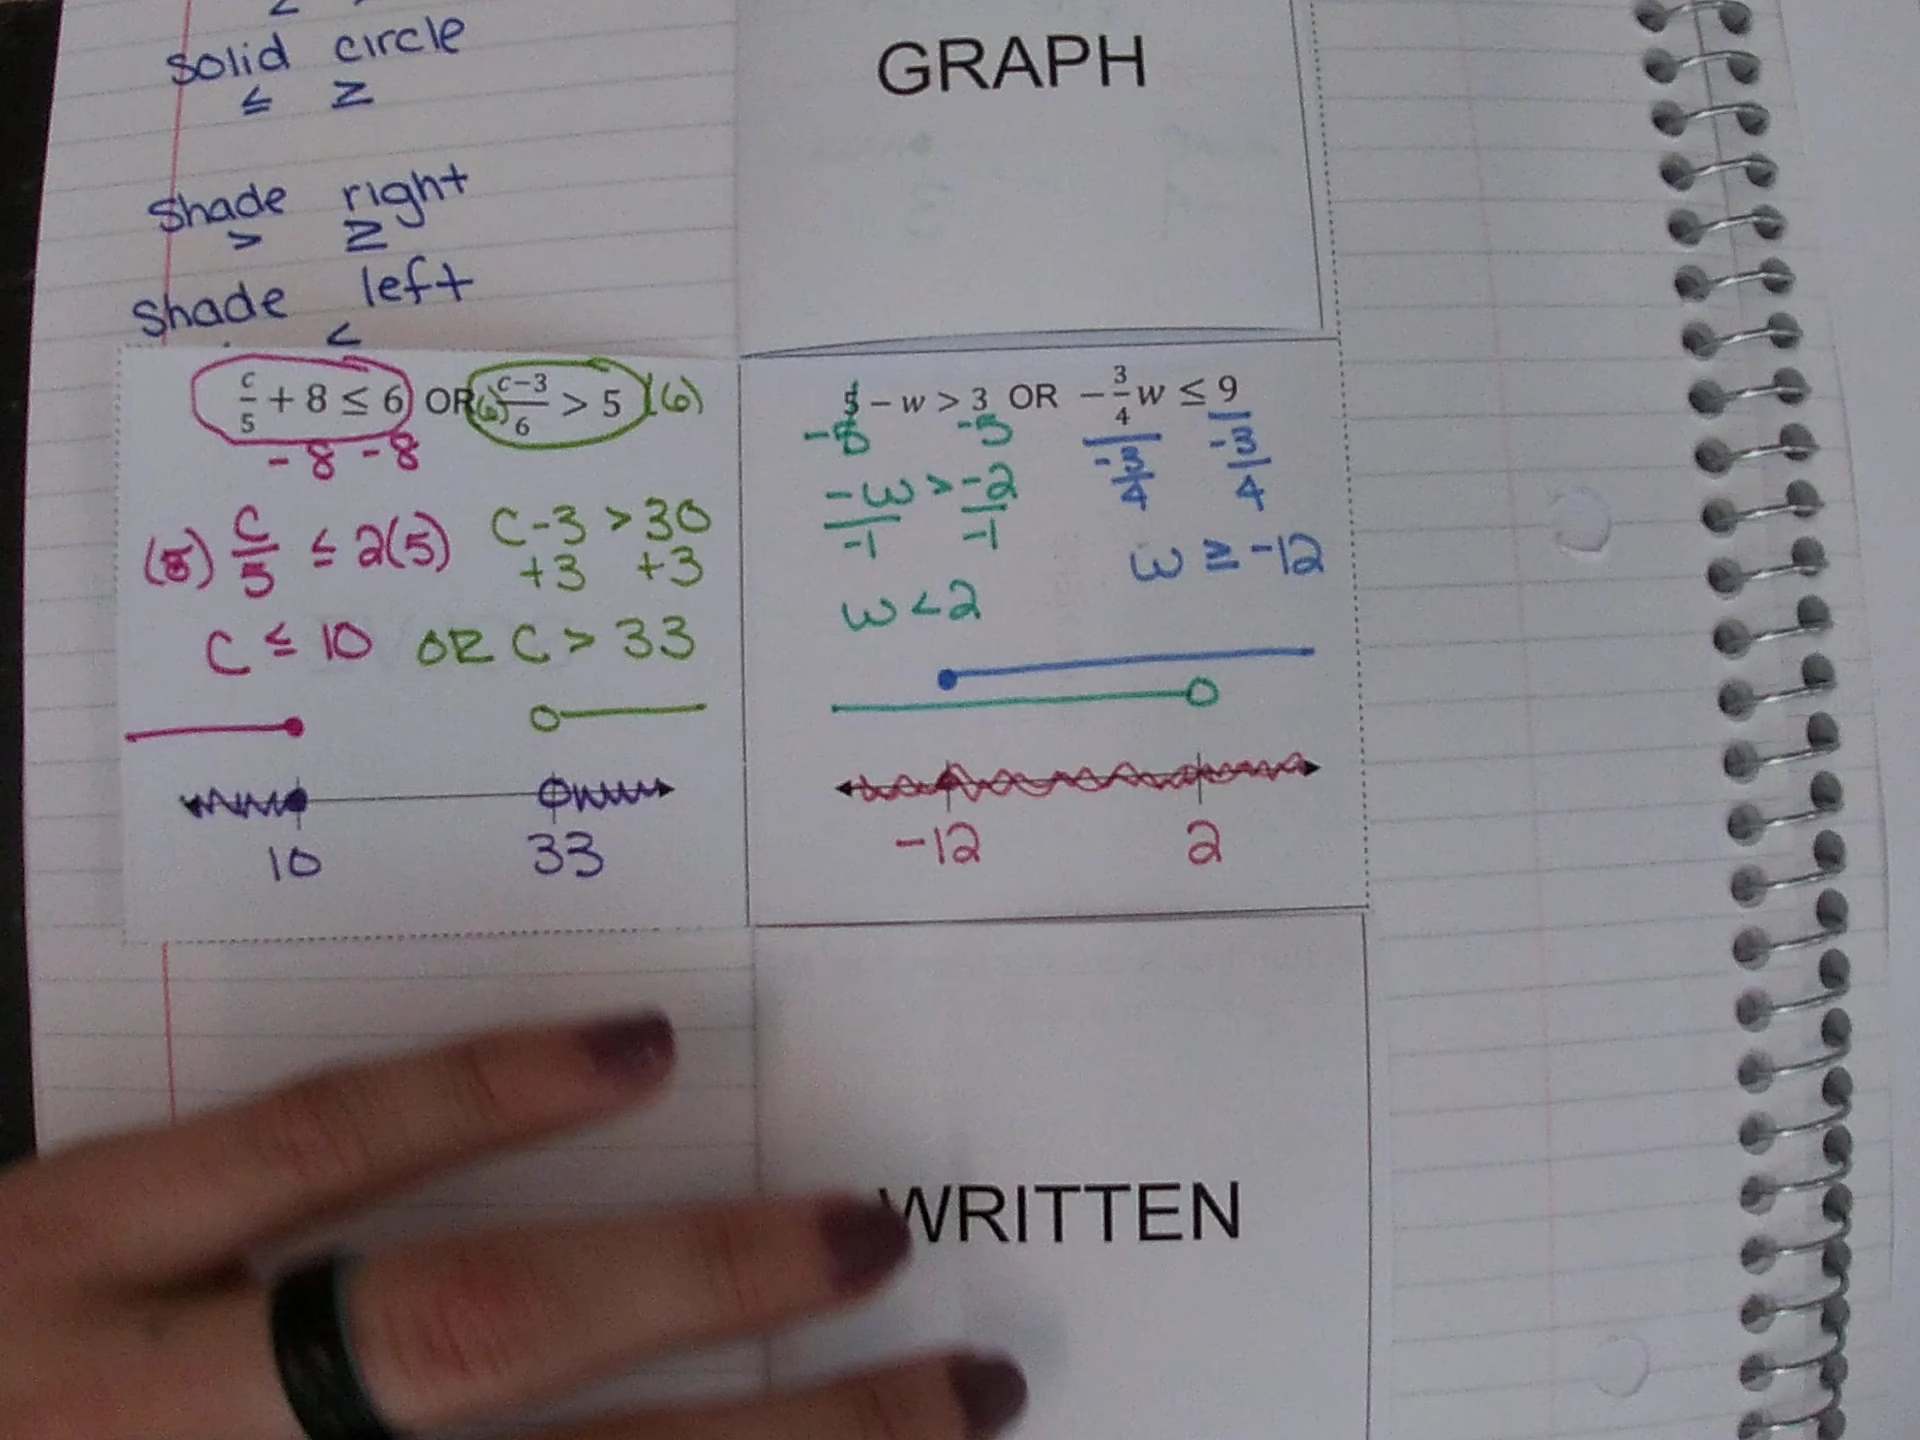 solid circle
≤ ≥
shade right
> ≥
shade left
<
GRAPH
c/5 + 8 ≤ 6 OR (6) c−3/6 > 5 (6)
-8 -8
(5) c/5 ≤ 2(5)
c ≤ 10 OR c > 33
c-3 > 30
+3 +3
10 33
5 − w > 3 OR −3/4 w ≤ 9
-5 -5
-w > -2
-1 -1
w < 2
-3/4 -3/4
w ≥ -12
-12 2
WRITTEN